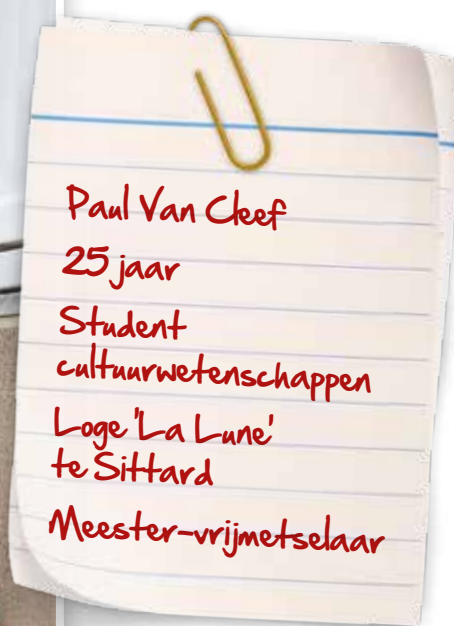 Paul Van Cleef
25 jaar
Student
cultuurwetenschappen
Loge 'La Lune'
te Sittard
Meester-vrijmetselaar